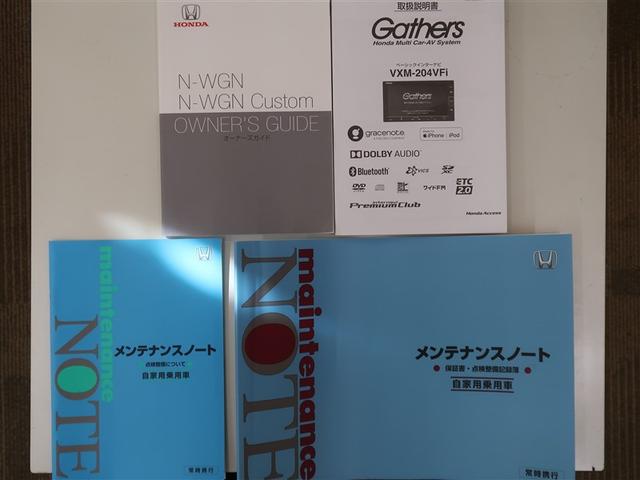 HONDA
N-WGN
N-WGN Custom
OWNER'S GUIDE
オーナーズガイド
取扱説明書
Gathers
Honda Multi Car-AV System
ベーシックインターナビ
VXM-204VFi
Gathers
gracenote
iPhone | iPod
DOLBY AUDIO
Bluetooth
VICS
SD
XC
DVD
ワイドFM
ETC
2.0
PremiumClub
Honda Access
maintenance
NOTE
メンテナンスノート
点検整備について
自家用乗用車
常時携行
maintenance
NOTE
メンテナンスノート
保証書・点検整備記録簿
自家用乗用車
常時携行